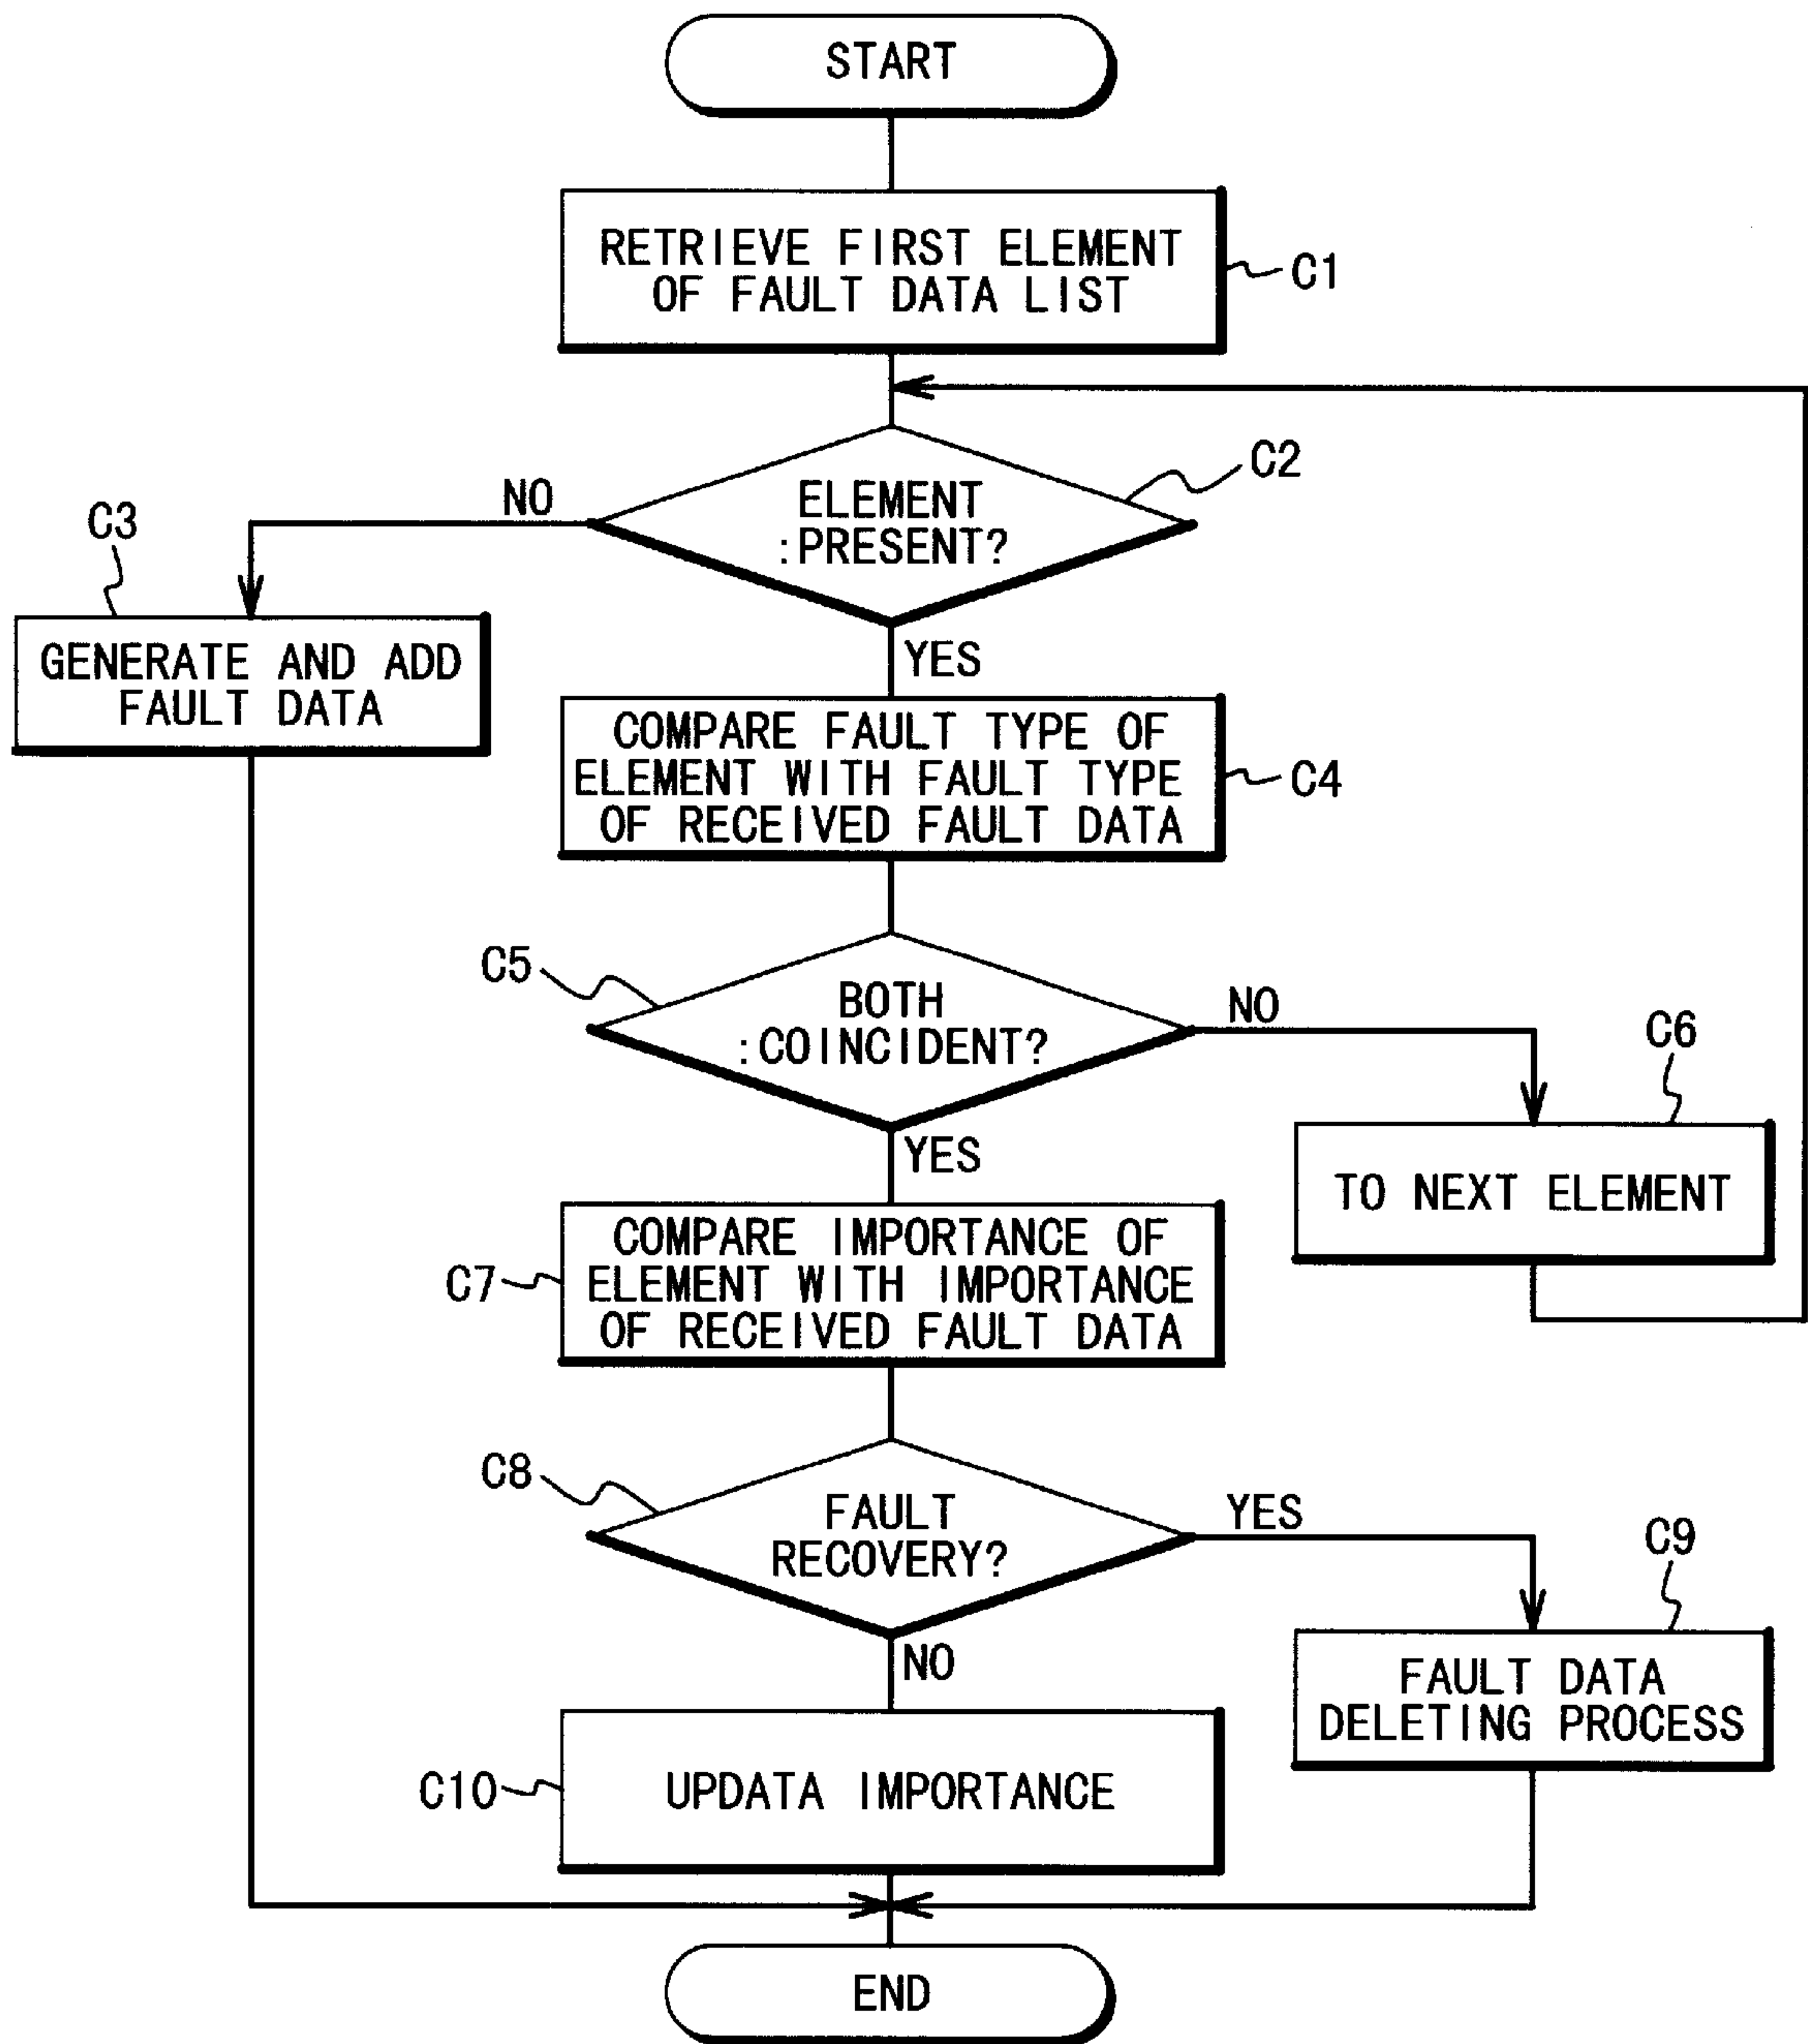 START
RETRIEVE FIRST ELEMENT
OF FAULT DATA LIST
C1
ELEMENT
:PRESENT?
C2
NO
YES
C3
GENERATE AND ADD
FAULT DATA
COMPARE FAULT TYPE OF
ELEMENT WITH FAULT TYPE
OF RECEIVED FAULT DATA
C4
C5
BOTH
:COINCIDENT?
NO
YES
C6
TO NEXT ELEMENT
C7
COMPARE IMPORTANCE OF
ELEMENT WITH IMPORTANCE
OF RECEIVED FAULT DATA
C8
FAULT
RECOVERY?
YES
NO
C9
FAULT DATA
DELETING PROCESS
C10
UPDATA IMPORTANCE
END